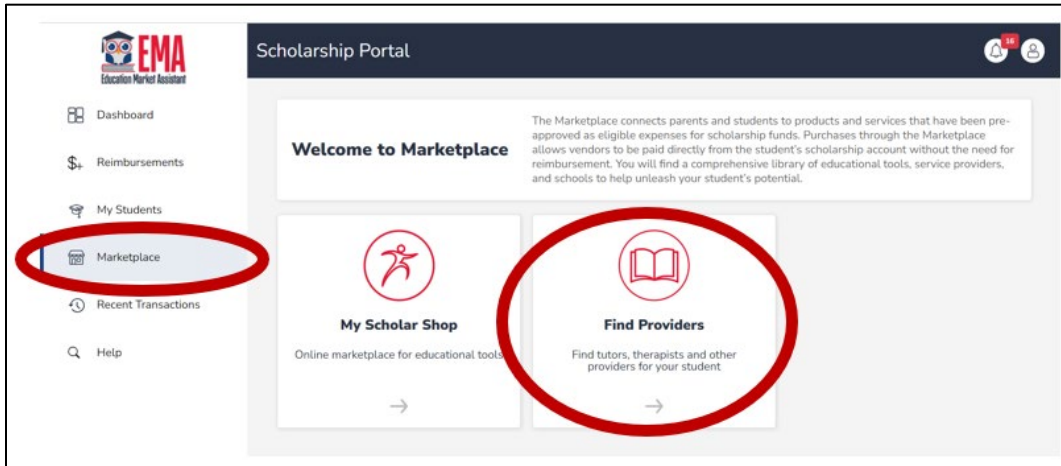 EMA
Education Market Assistant
Scholarship Portal
16
Dashboard
Reimbursements
My Students
Marketplace
Recent Transactions
Help
Welcome to Marketplace
The Marketplace connects parents and students to products and services that have been pre-
approved as eligible expenses for scholarship funds. Purchases through the Marketplace
allows vendors to be paid directly from the student's scholarship account without the need for
reimbursement. You will find a comprehensive library of educational tools, service providers,
and schools to help unleash your student's potential.
My Scholar Shop
Online marketplace for educational tools
Find Providers
Find tutors, therapists and other
providers for your student